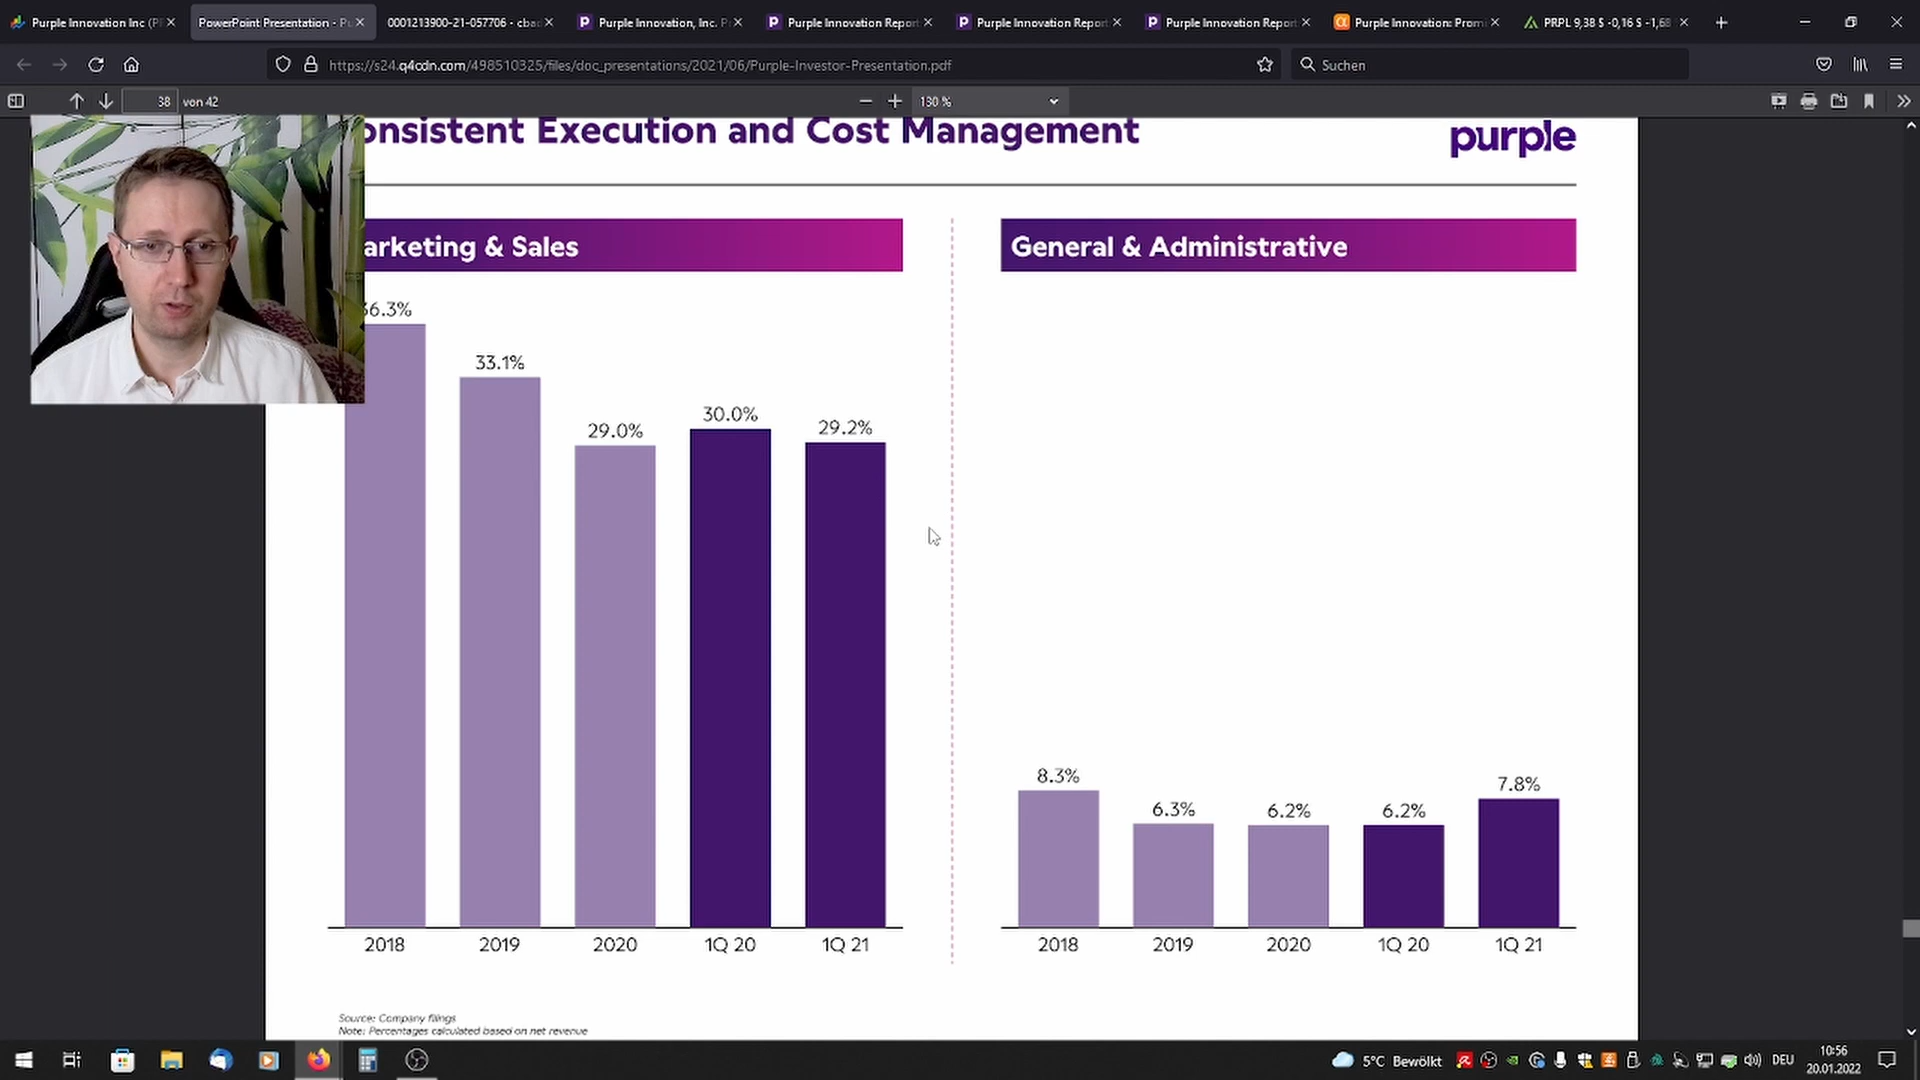 Purple Innovation Inc (PF
PowerPoint Presentation - Pu
0001213900-21-057706 - cbac
Purple Innovation, Inc. P
Purple Innovation Report
Purple Innovation Report
Purple Innovation Report
Purple Innovation: Prom
PRPL 9,38 $ -0,16 $ -1,68
https://s24.q4cdn.com/498510325/files/doc_presentations/2021/06/Purple-Investor-Presentation.pdf
Suchen
38 von 42
130 %
onsistent Execution and Cost Management
purple
arketing & Sales
General & Administrative
36.3%
33.1%
29.0%
30.0%
29.2%
2018 2019 2020 1Q 20 1Q 21
8.3%
6.3%
6.2%
6.2%
7.8%
2018 2019 2020 1Q 20 1Q 21
Source: Company filings
Note: Percentages calculated based on net revenue
5°C Bewölkt
DEU
10:56
20.01.2022